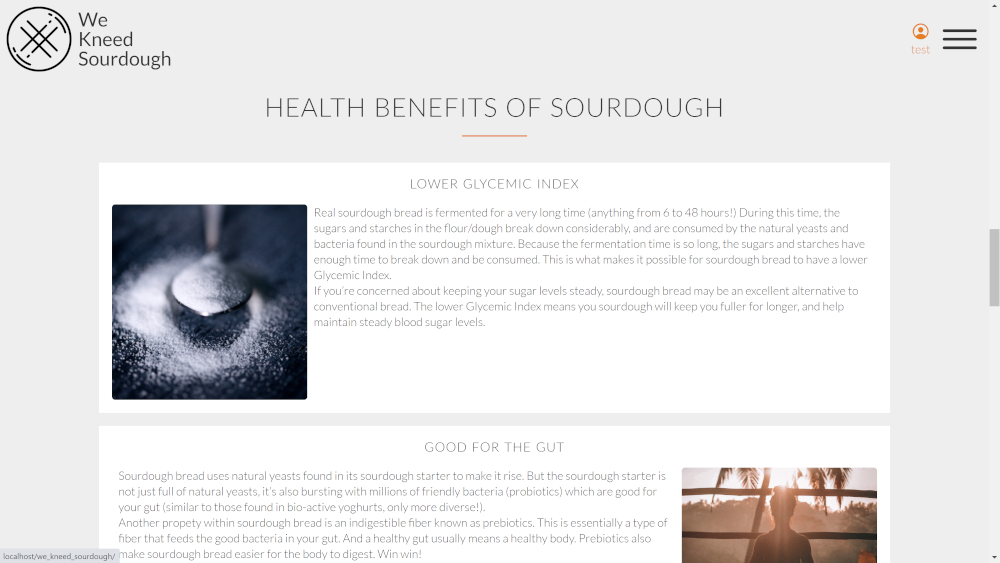 We
Kneed
Sourdough
test
HEALTH BENEFITS OF SOURDOUGH
LOWER GLYCEMIC INDEX
Real sourdough bread is fermented for a very long time (anything from 6 to 48 hours!) During this time, the
sugars and starches in the flour/dough break down considerably, and are consumed by the natural yeasts and
bacteria found in the sourdough mixture. Because the fermentation time is so long, the sugars and starches have
enough time to break down and be consumed. This is what makes it possible for sourdough bread to have a lower
Glycemic Index.
If you're concerned about keeping your sugar levels steady, sourdough bread may be an excellent alternative to
conventional bread. The lower Glycemic Index means you sourdough will keep you fuller for longer, and help
maintain steady blood sugar levels.
GOOD FOR THE GUT
Sourdough bread uses natural yeasts found in its sourdough starter to make it rise. But the sourdough starter is
not just full of natural yeasts, it's also bursting with millions of friendly bacteria (probiotics) which are good for
your gut (similar to those found in bio-active yoghurts, only more diverse!).
Another propety within sourdough bread is an indigestible fiber known as prebiotics. This is essentially a type of
fiber that feeds the good bacteria in your gut. And a healthy gut usually means a healthy body. Prebiotics also
make sourdough bread easier for the body to digest. Win win!
localhost/we_kneed_sourdough/